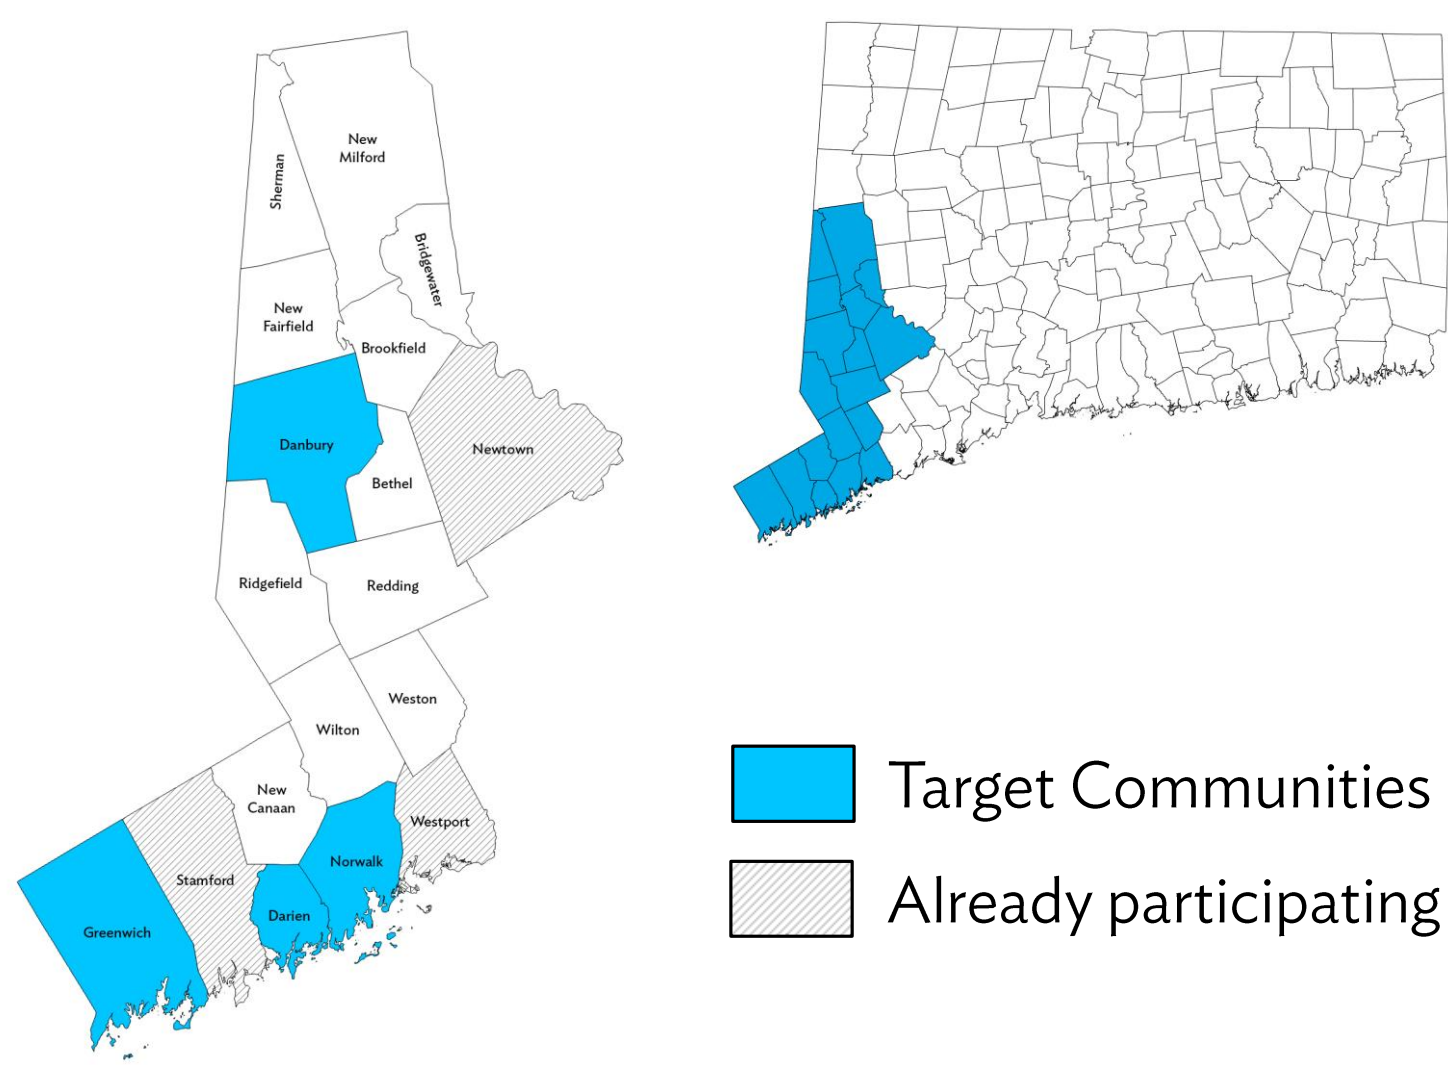 New
Milford
Sherman
Bridgewater
New
Fairfield
Brookfield
Danbury
Newtown
Bethel
Ridgefield
Redding
Weston
Wilton
New
Canaan
Westport
Norwalk
Stamford
Darien
Greenwich
Target Communities
Already participating